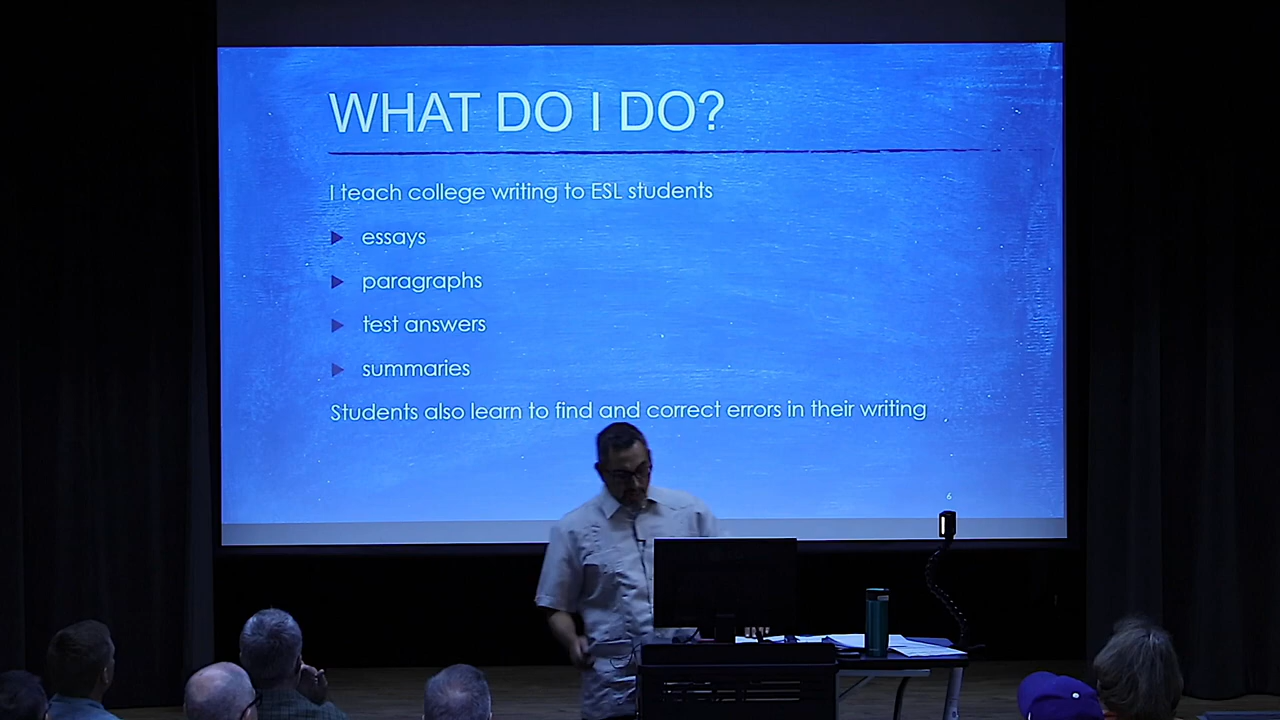 WHAT DO I DO?
I teach college writing to ESL students
essays
paragraphs
test answers
summaries
Students also learn to find and correct errors in their writing
6